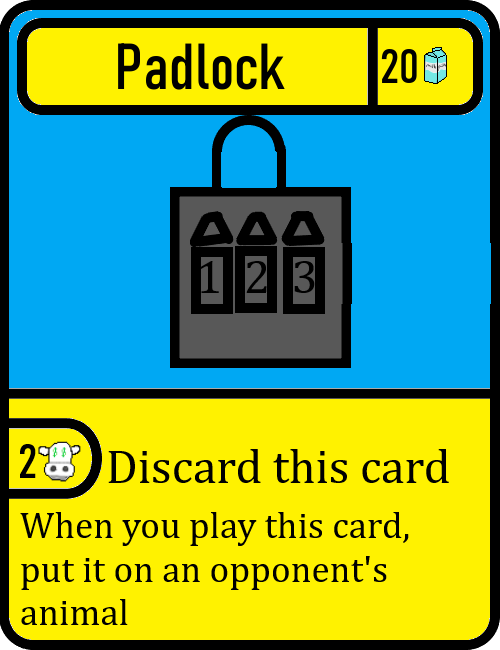 Padlock
20
1 2 3
2
Discard this card
When you play this card,
put it on an opponent's
animal